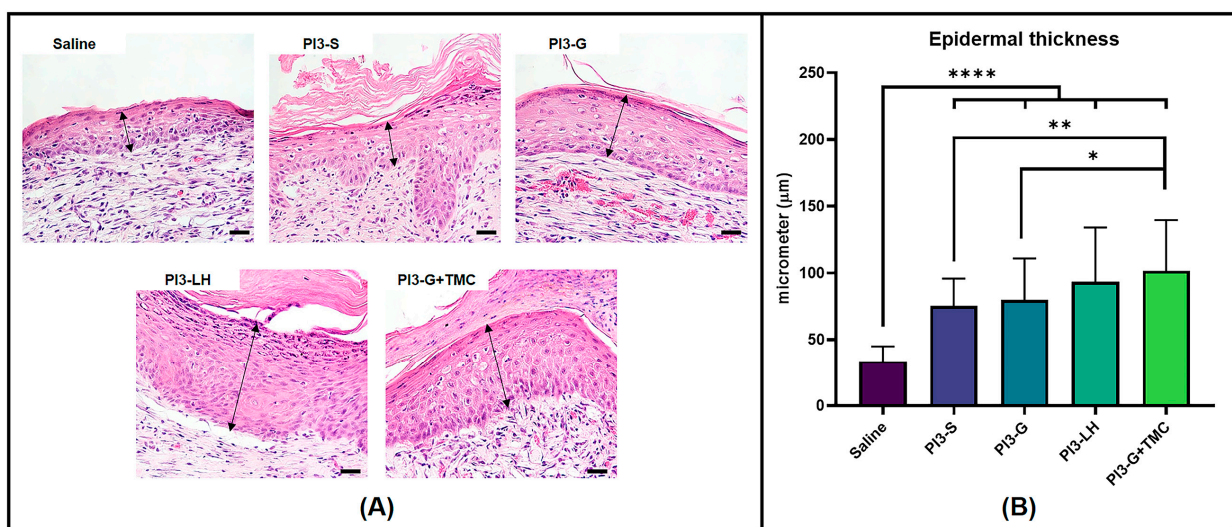 Saline
PI3-S
PI3-G
PI3-LH
PI3-G+TMC
(A)
Epidermal thickness
micrometer (μm)
250
200
150
100
50
0
****
**
*
Saline
PI3-S
PI3-G
PI3-LH
PI3-G+TMC
(B)